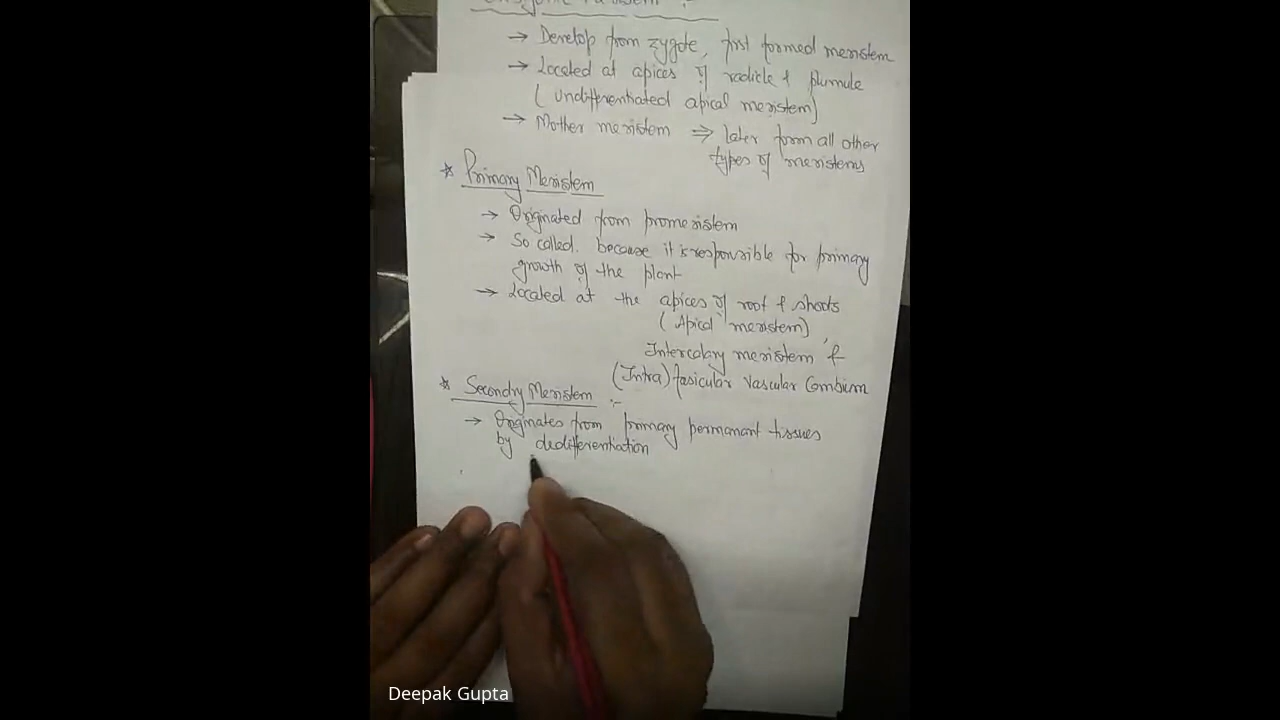 → Develop from zygote, first formed meristem
→ Located at apices of radicle & plumule
( undifferentiated apical meristem)
→ Mother meristem ⇒ later form all other
types of meristems
* Primary Meristem
→ Originated from promeristem
→ So called. because it is responsible for primary
growth of the plant
→ Located at the apices of root & shoots
( Apical meristem)
Intercalary meristem &
(Intra) fasicular vascular Cambium
* Secondry Meristem :-
→ Originates from primary permanant tissues
by dedifferentiation
Deepak Gupta